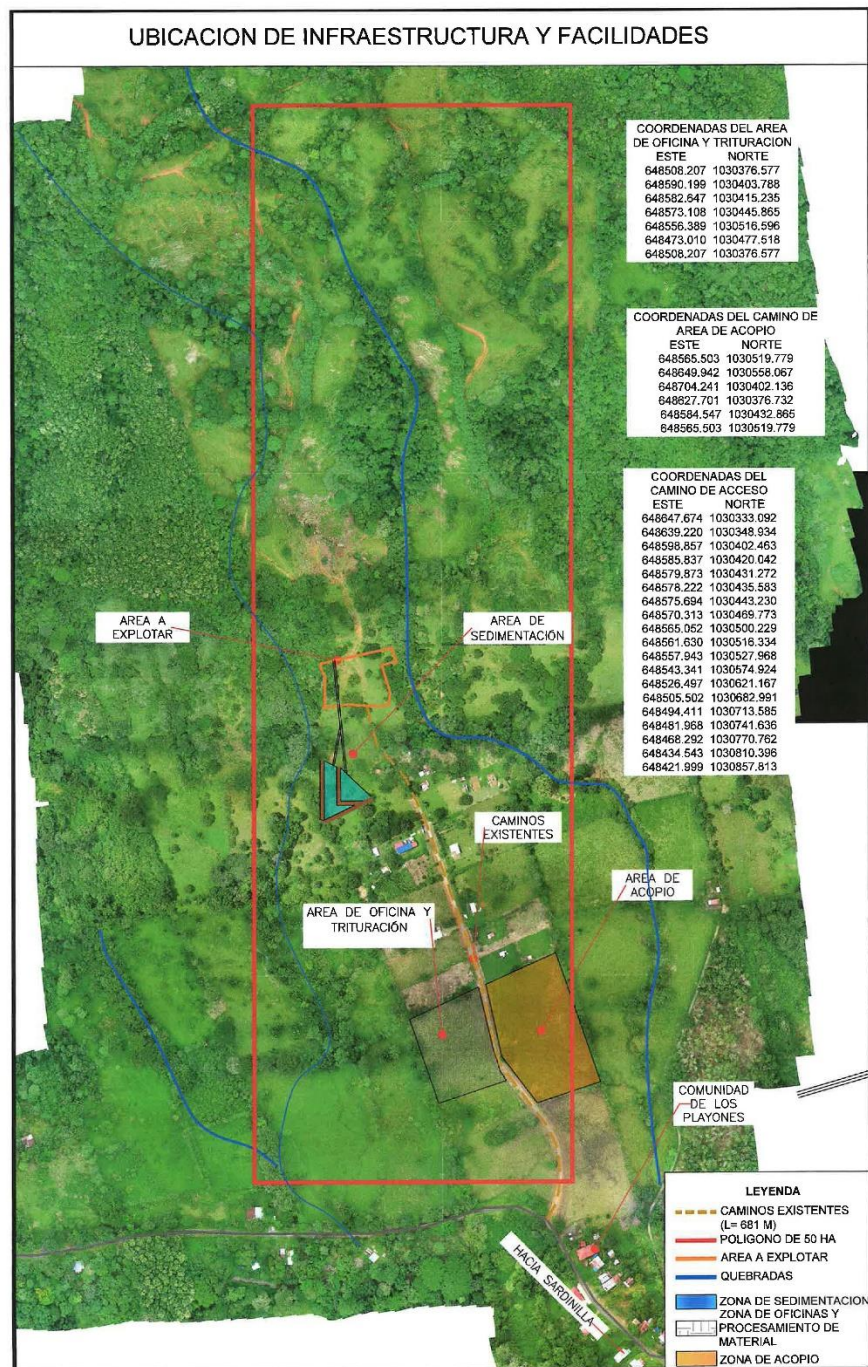 UBICACION DE INFRAESTRUCTURA Y FACILIDADES
COORDENADAS DEL AREA
DE OFICINA Y TRITURACION
ESTE NORTE
648508.207 1030376.577
648590.199 1030403.788
648582.647 1030415.235
648573.108 1030445.865
648556.389 1030516.596
648473.010 1030477.518
648508.207 1030376.577
COORDENADAS DEL CAMINO DE
AREA DE ACOPIO
ESTE NORTE
648565.503 1030519.779
648649.942 1030558.067
648704.241 1030402.136
648627.701 1030376.732
648584.547 1030432.865
648565.503 1030519.779
COORDENADAS DEL
CAMINO DE ACCESO
ESTE NORTE
648647.674 1030333.092
648639.220 1030348.934
648598.857 1030402.463
648585.837 1030420.042
648579.873 1030431.272
648578.222 1030435.583
648575.694 1030443.230
648570.313 1030469.773
648565.052 1030500.229
648561.630 1030518.334
648557.943 1030527.968
648543.341 1030574.924
648526.497 1030621.167
648505.502 1030682.991
648494.411 1030713.585
648481.968 1030741.636
648468.292 1030770.762
648434.543 1030810.396
648421.999 1030857.813
AREA A
EXPLOTAR
AREA DE
SEDIMENTACIÓN
CAMINOS
EXISTENTES
AREA DE
ACOPIO
AREA DE OFICINA Y
TRITURACIÓN
COMUNIDAD
DE LOS
PLAYONES
HACIA SARDINILLA
LEYENDA
CAMINOS EXISTENTES
(L= 681 M)
POLIGONO DE 50 HA
AREA A EXPLOTAR
QUEBRADAS
ZONA DE SEDIMENTACION
ZONA DE OFICINAS Y
PROCESAMIENTO DE
MATERIAL
ZONA DE ACOPIO